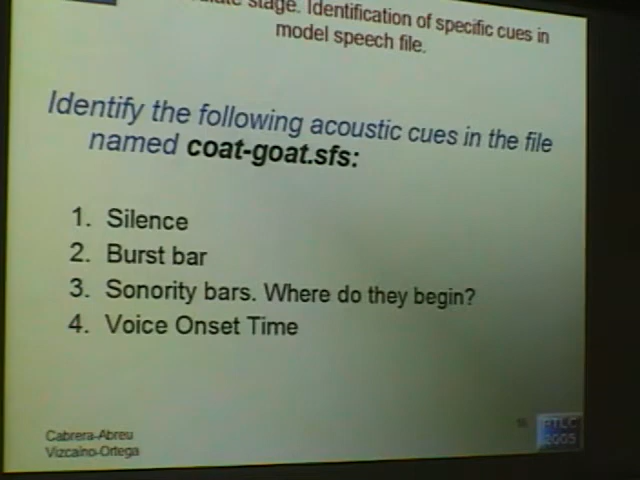 stage. Identification of specific cues in
model speech file.
Identify the following acoustic cues in the file
named coat-goat.sfs:
1. Silence
2. Burst bar
3. Sonority bars. Where do they begin?
4. Voice Onset Time
Cabrera-Abreu
Vizcaino-Ortega
PTLC
2005